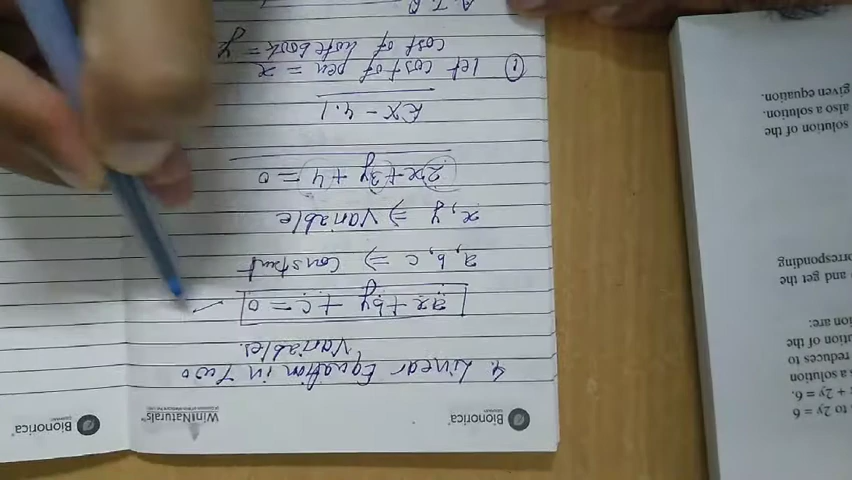 Bionorica
WimNaturals
Bionorica
4. Linear Equation in Two
Variables.
ax + by + c = 0
a, b, c ⇒ Constant
x, y ⇒ Variable
2x + 3y + 4 = 0
EX - 4.1
① let cost of pen = x
cost of note book = y
A.T.Q
to 2y = 6
x + 2y = 6.
s a solution
reduces to
ution of the
tion are:
e and get the
orresponding
solution of the
s also a solution.
given equation.